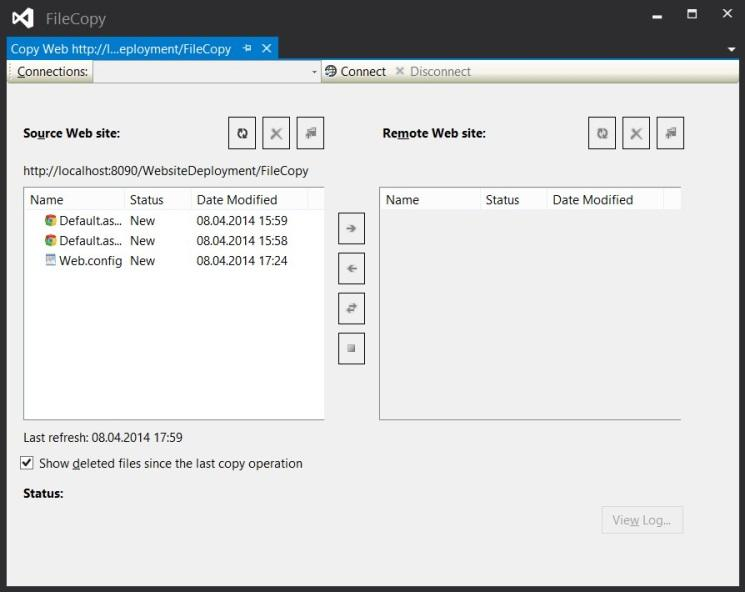 FileCopy
Copy Web http://l...eployment/FileCopy
Connections: Connect Disconnect
Source Web site: Remote Web site:
http://localhost:8090/WebsiteDeployment/FileCopy
Name Status Date Modified Name Status Date Modified
Default.as... New 08.04.2014 15:59
Default.as... New 08.04.2014 15:58
Web.config New 08.04.2014 17:24
Last refresh: 08.04.2014 17:59
Show deleted files since the last copy operation
Status:
View Log...